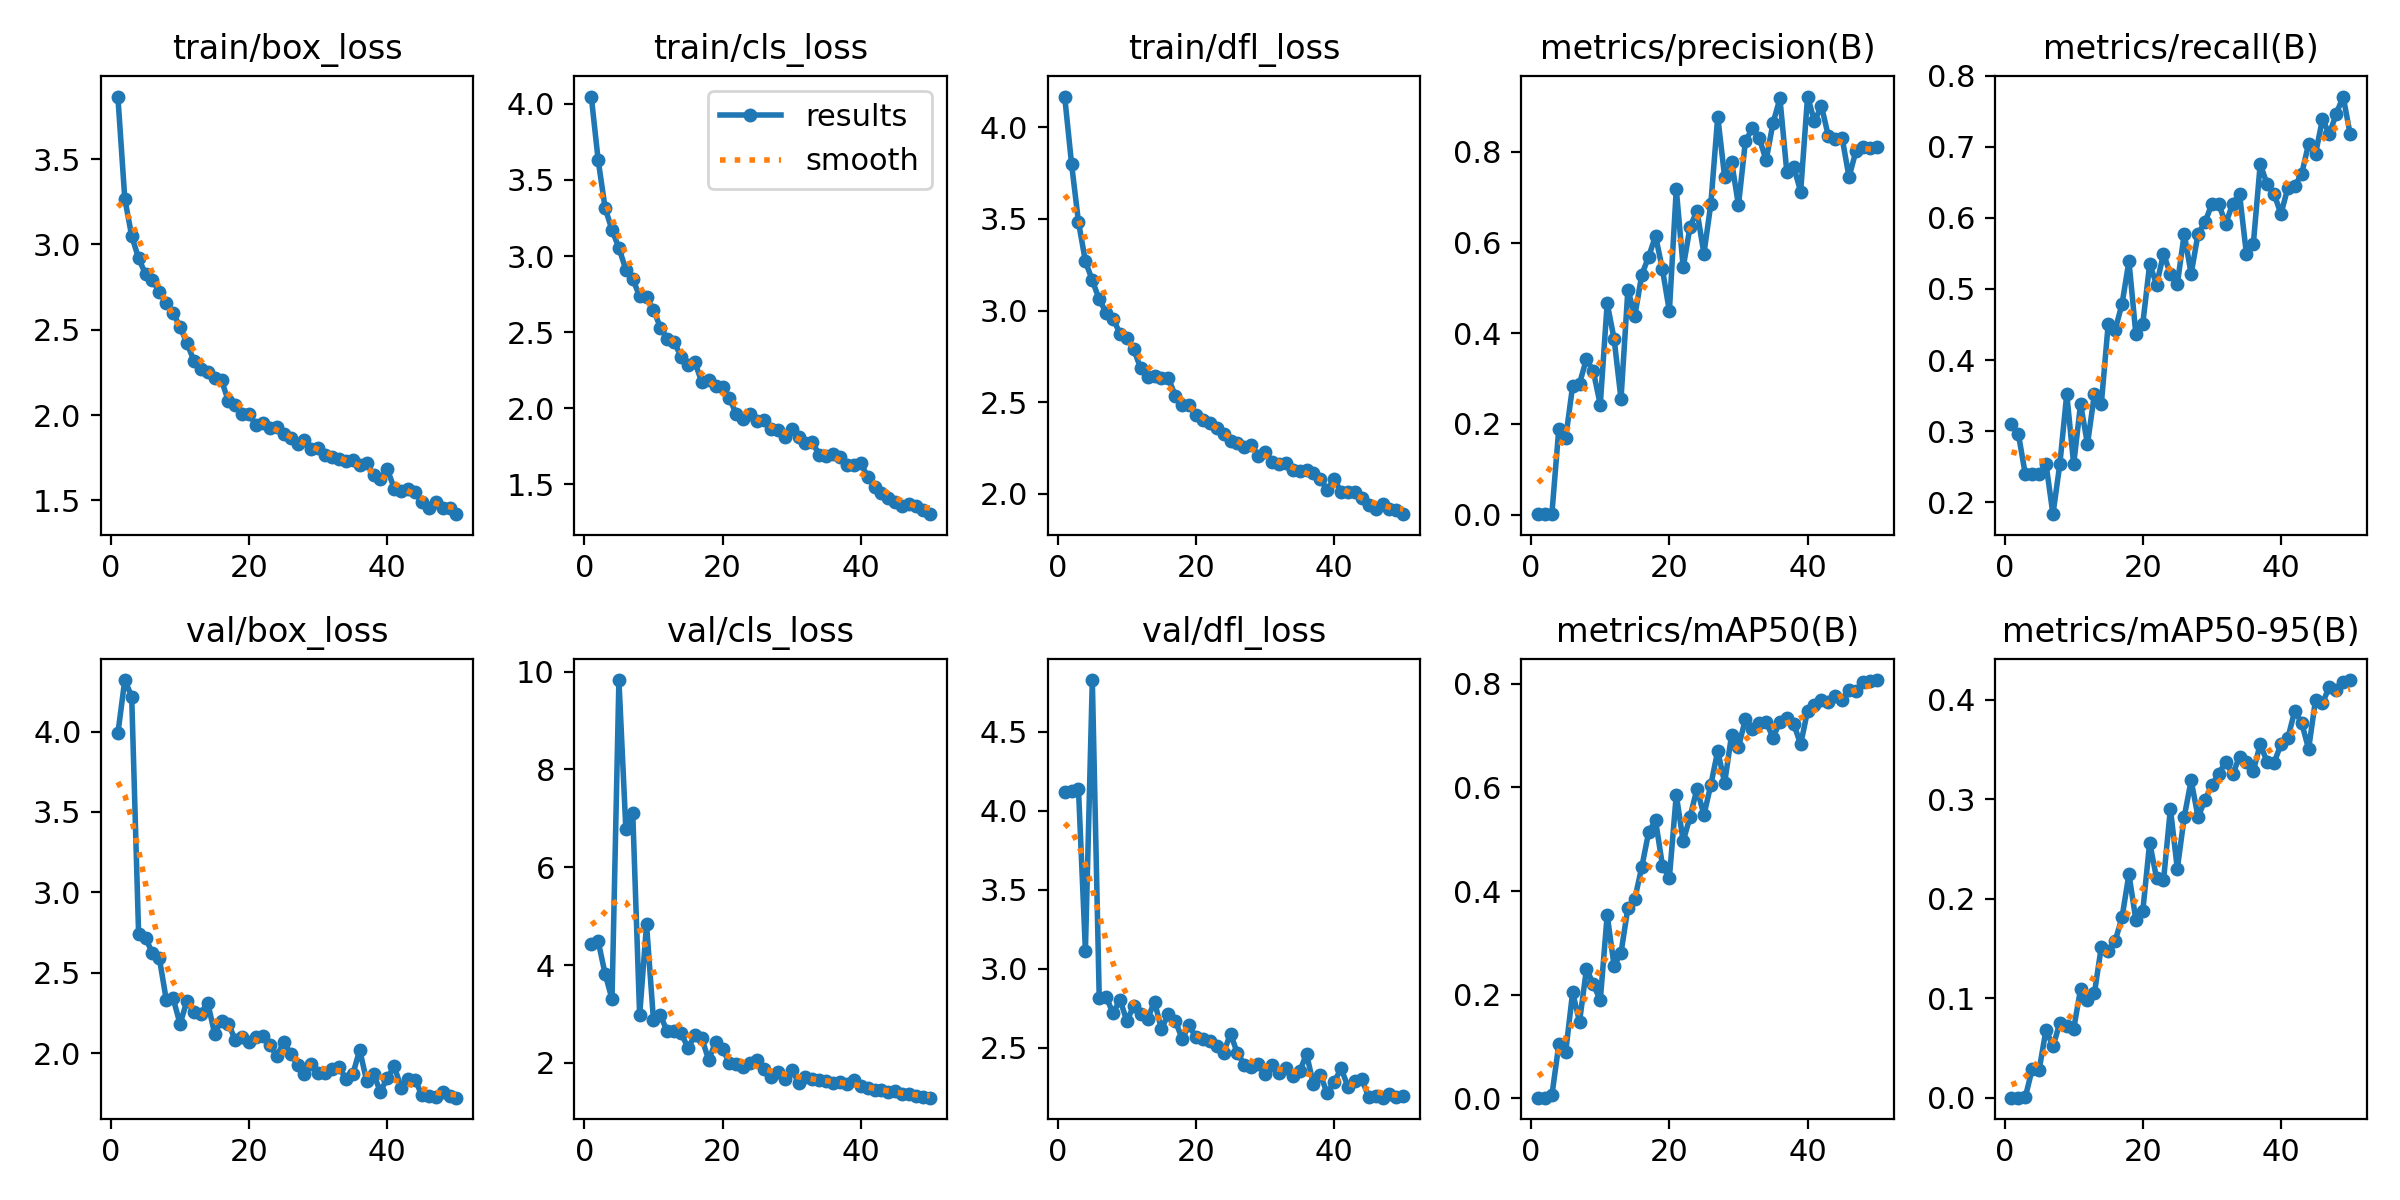 train/box_loss
3.5
3.0
2.5
2.0
1.5
0 20 40
train/cls_loss
results
smooth
4.0
3.5
3.0
2.5
2.0
1.5
0 20 40
train/dfl_loss
4.0
3.5
3.0
2.5
2.0
0 20 40
metrics/precision(B)
0.8
0.6
0.4
0.2
0.0
0 20 40
metrics/recall(B)
0.8
0.7
0.6
0.5
0.4
0.3
0.2
0 20 40
val/box_loss
4.0
3.5
3.0
2.5
2.0
0 20 40
val/cls_loss
10
8
6
4
2
0 20 40
val/dfl_loss
4.5
4.0
3.5
3.0
2.5
0 20 40
metrics/mAP50(B)
0.8
0.6
0.4
0.2
0.0
0 20 40
metrics/mAP50-95(B)
0.4
0.3
0.2
0.1
0.0
0 20 40